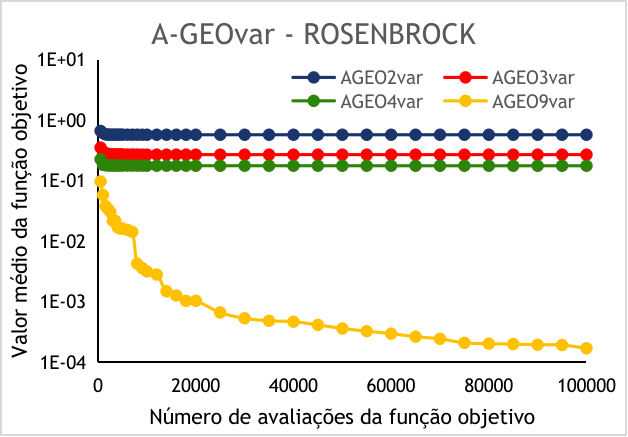 A-GEOvar - ROSENBROCK
AGEO2var AGEO3var
AGEO4var AGEO9var
Valor médio da função objetivo
1E+01
1E+00
1E-01
1E-02
1E-03
1E-04
0 20000 40000 60000 80000 100000
Número de avaliações da função objetivo